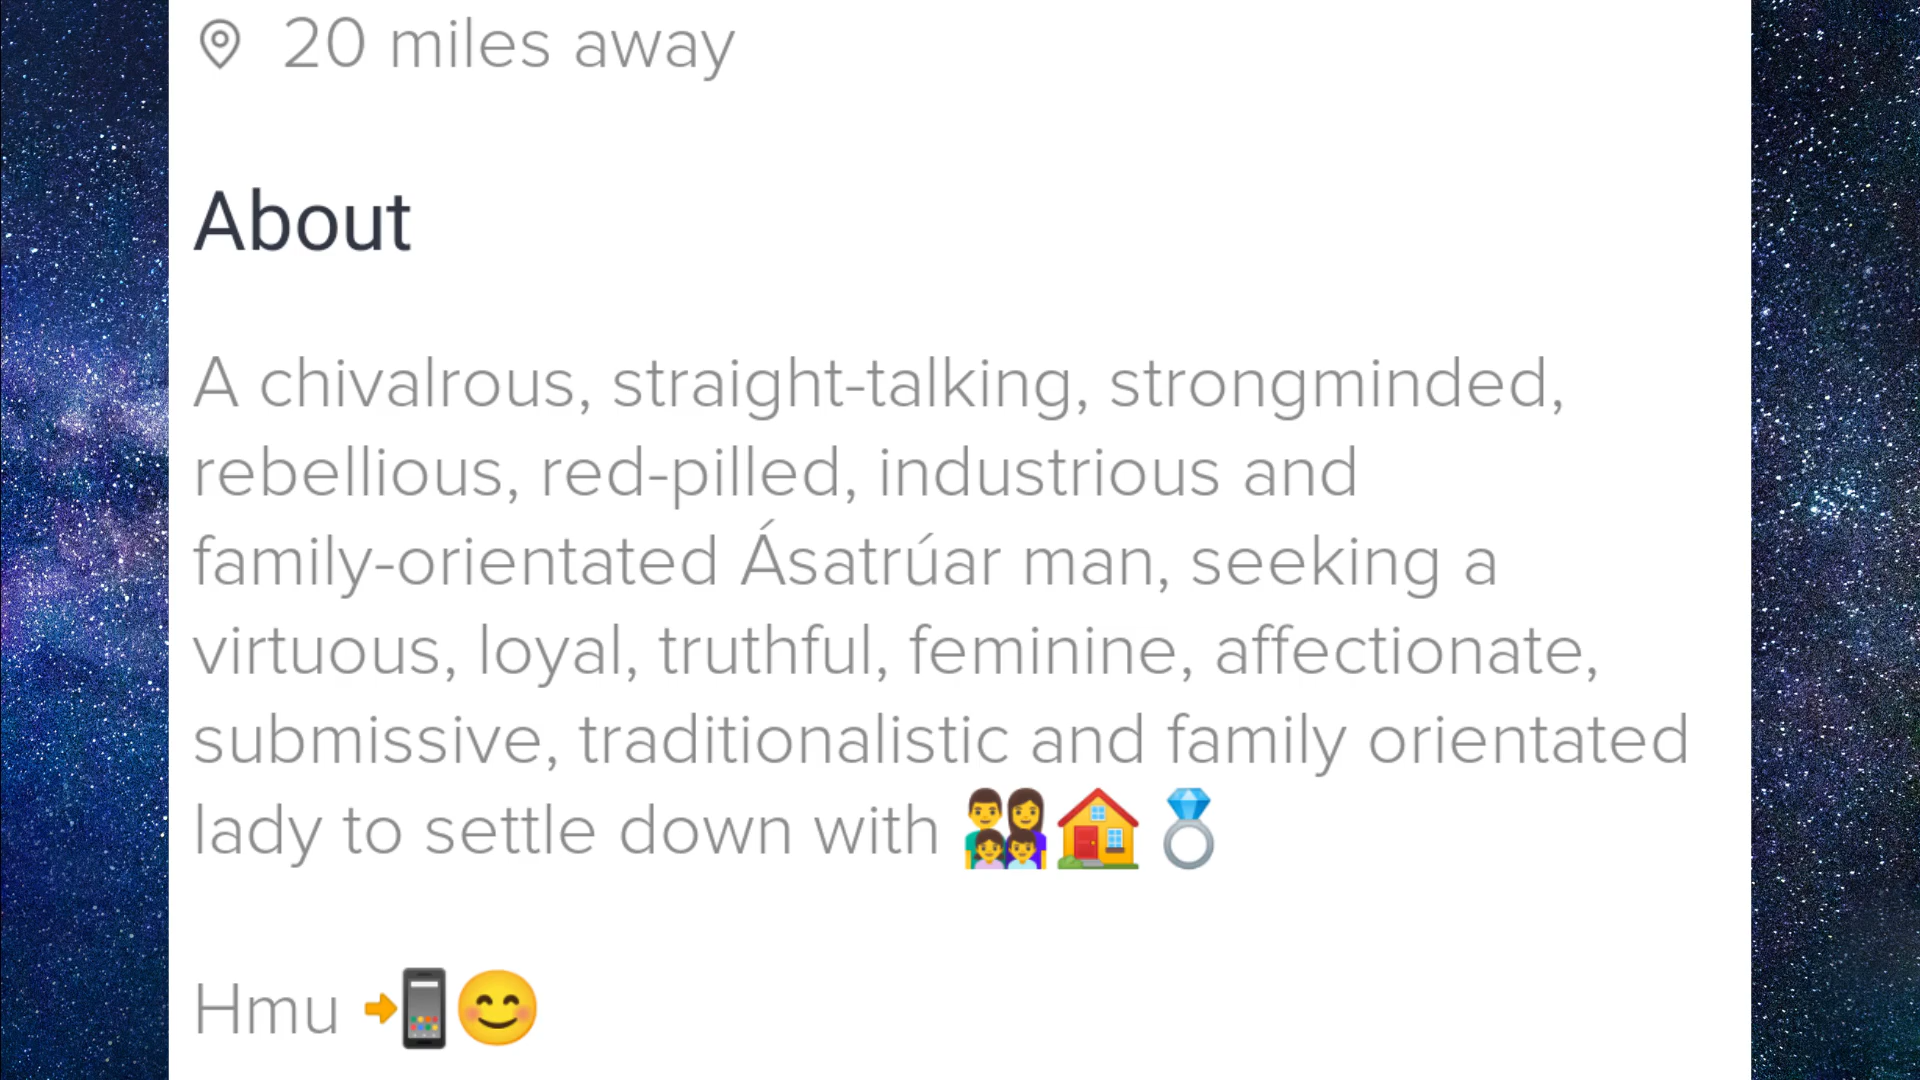 20 miles away
About
A chivalrous, straight-talking, strongminded,
rebellious, red-pilled, industrious and
family-orientated Ásatrúar man, seeking a
virtuous, loyal, truthful, feminine, affectionate,
submissive, traditionalistic and family orientated
lady to settle down with 👨‍👩‍👧‍👦🏠💍
Hmu 📲😊